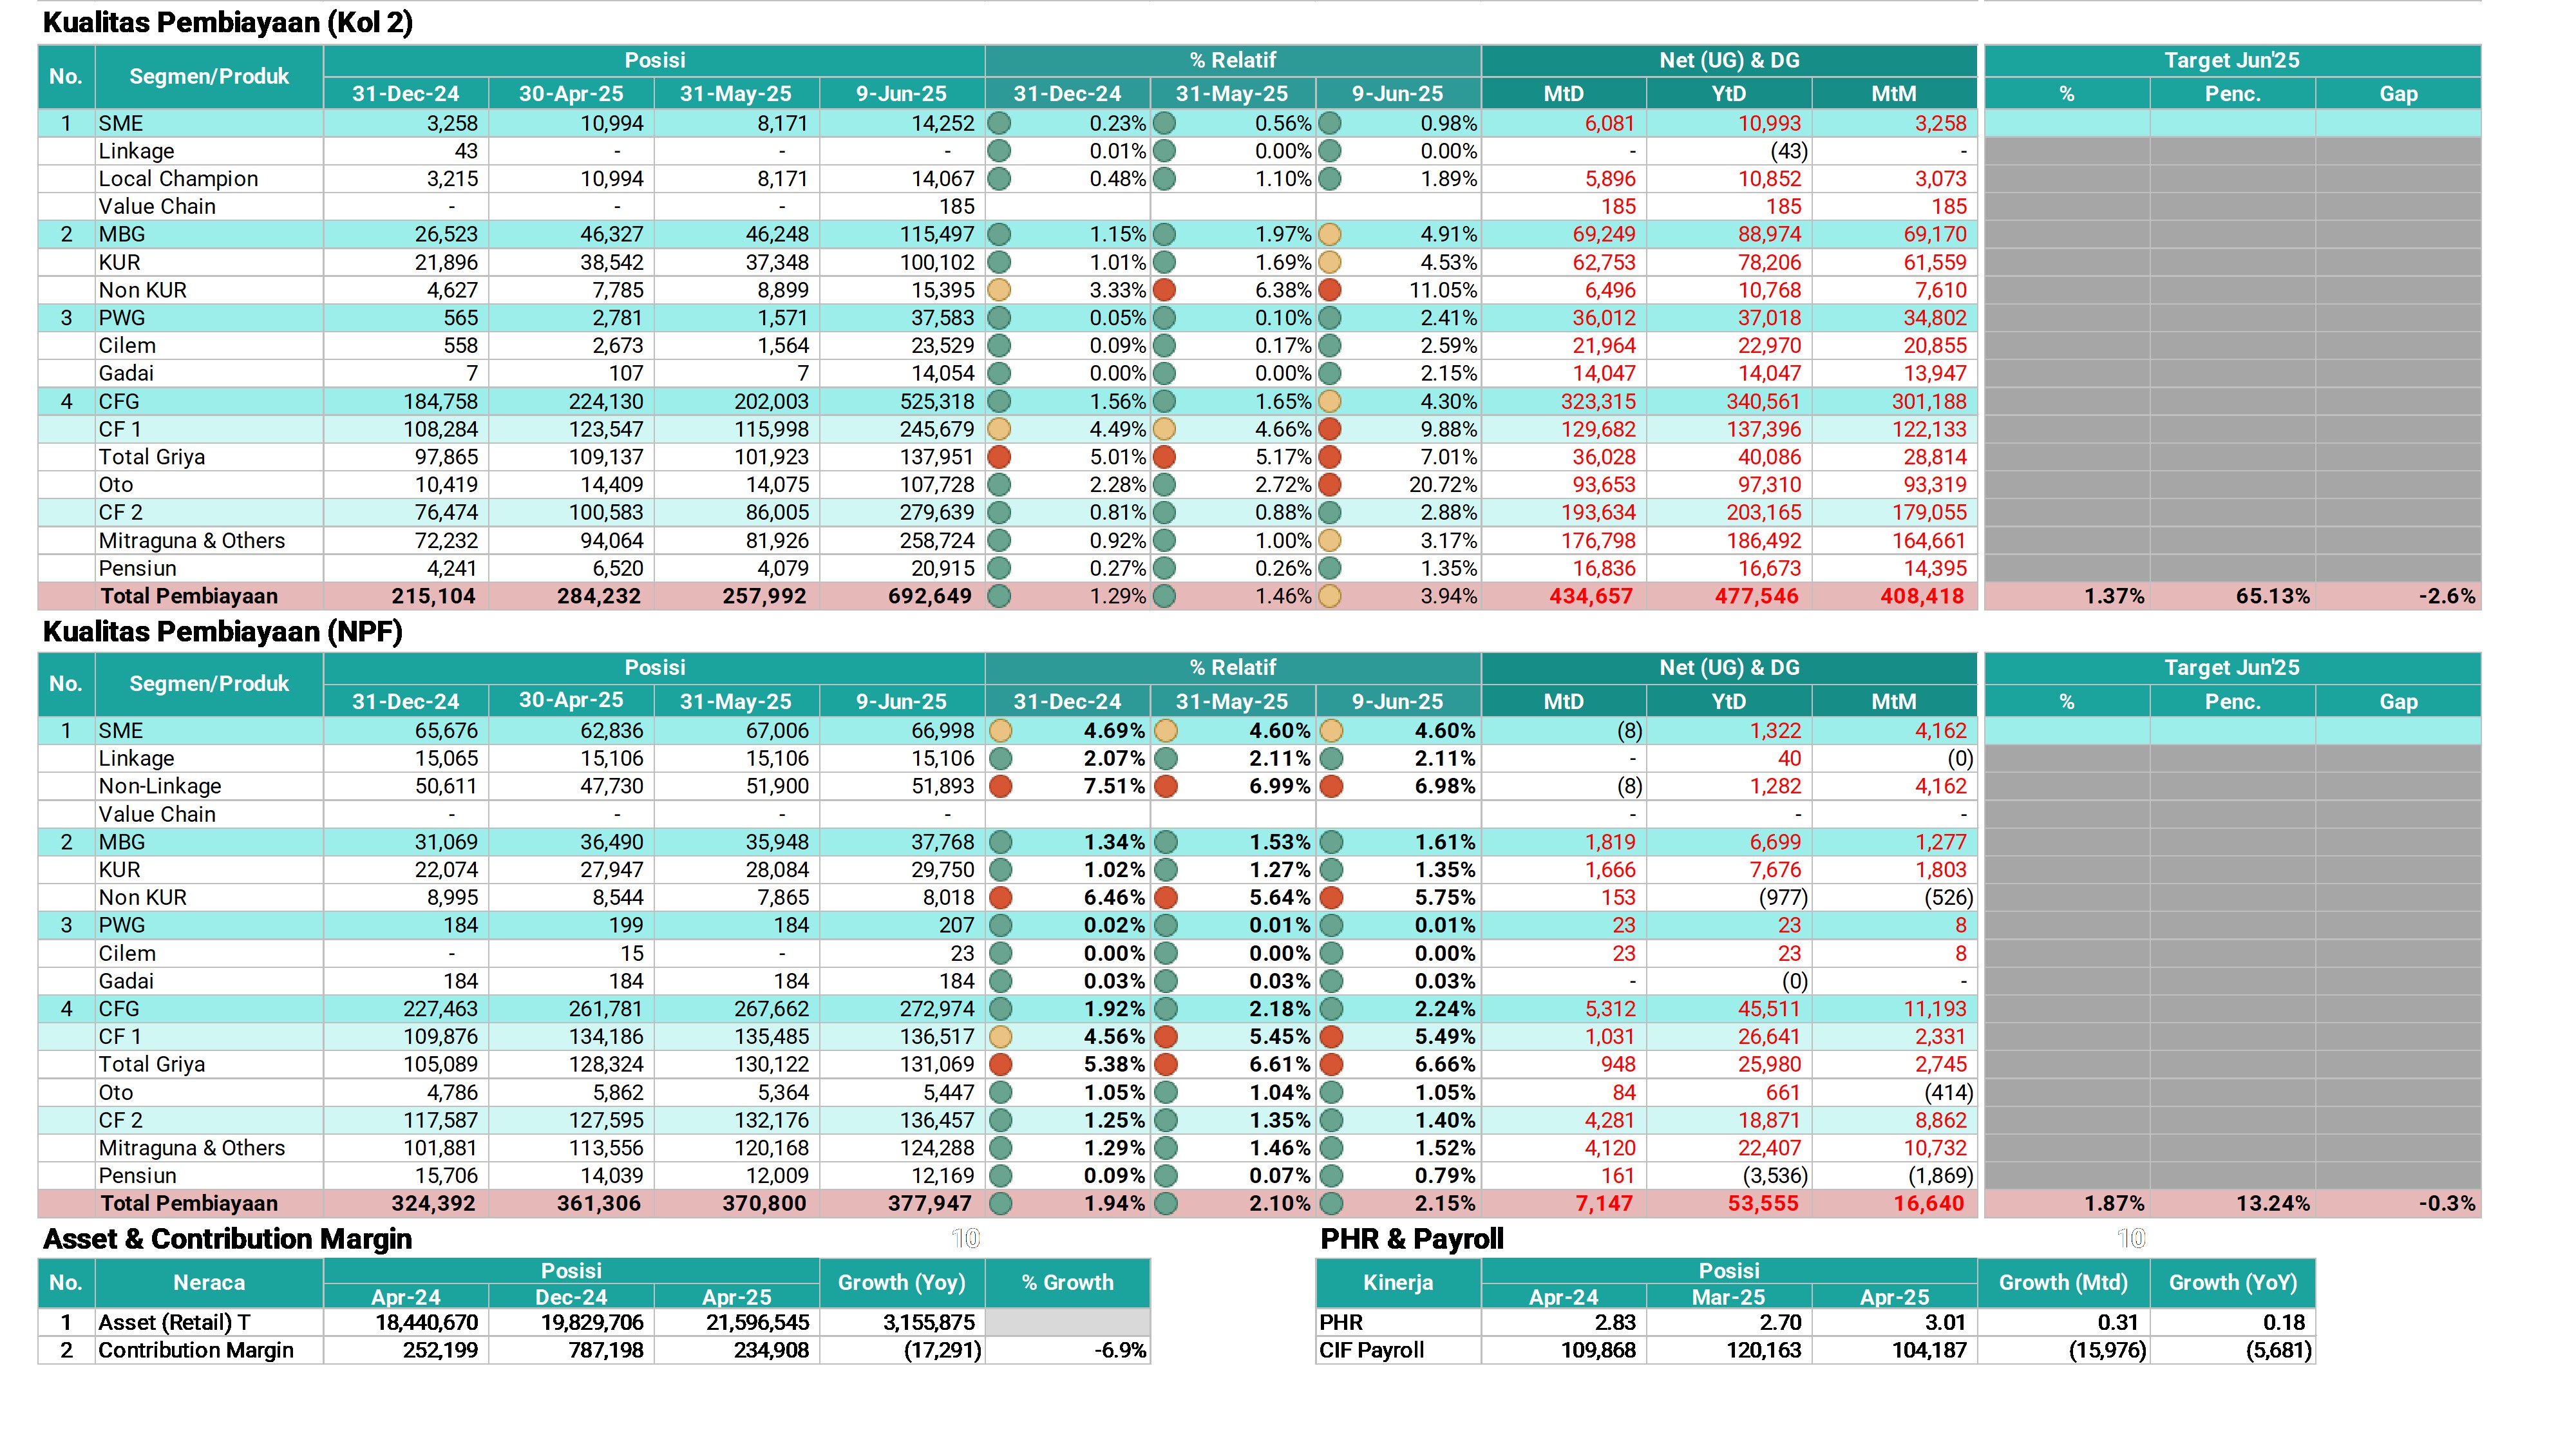 Kualitas Pembiayaan (Kol 2)
No. Segmen/Produk Posisi % Relatif Net (UG) & DG Target Jun'25
31-Dec-24 30-Apr-25 31-May-25 9-Jun-25 31-Dec-24 31-May-25 9-Jun-25 MtD YtD MtM % Penc. Gap
1 SME 3,258 10,994 8,171 14,252 0.23% 0.56% 0.98% 6,081 10,993 3,258
Linkage 43 - - - 0.01% 0.00% 0.00% - (43) -
Local Champion 3,215 10,994 8,171 14,067 0.48% 1.10% 1.89% 5,896 10,852 3,073
Value Chain - - - 185 185 185 185
2 MBG 26,523 46,327 46,248 115,497 1.15% 1.97% 4.91% 69,249 88,974 69,170
KUR 21,896 38,542 37,348 100,102 1.01% 1.69% 4.53% 62,753 78,206 61,559
Non KUR 4,627 7,785 8,899 15,395 3.33% 6.38% 11.05% 6,496 10,768 7,610
3 PWG 565 2,781 1,571 37,583 0.05% 0.10% 2.41% 36,012 37,018 34,802
Cilem 558 2,673 1,564 23,529 0.09% 0.17% 2.59% 21,964 22,970 20,855
Gadai 7 107 7 14,054 0.00% 0.00% 2.15% 14,047 14,047 13,947
4 CFG 184,758 224,130 202,003 525,318 1.56% 1.65% 4.30% 323,315 340,561 301,188
CF 1 108,284 123,547 115,998 245,679 4.49% 4.66% 9.88% 129,682 137,396 122,133
Total Griya 97,865 109,137 101,923 137,951 5.01% 5.17% 7.01% 36,028 40,086 28,814
Oto 10,419 14,409 14,075 107,728 2.28% 2.72% 20.72% 93,653 97,310 93,319
CF 2 76,474 100,583 86,005 279,639 0.81% 0.88% 2.88% 193,634 203,165 179,055
Mitraguna & Others 72,232 94,064 81,926 258,724 0.92% 1.00% 3.17% 176,798 186,492 164,661
Pensiun 4,241 6,520 4,079 20,915 0.27% 0.26% 1.35% 16,836 16,673 14,395
Total Pembiayaan 215,104 284,232 257,992 692,649 1.29% 1.46% 3.94% 434,657 477,546 408,418 1.37% 65.13% -2.6%
Kualitas Pembiayaan (NPF)
No. Segmen/Produk Posisi % Relatif Net (UG) & DG Target Jun'25
31-Dec-24 30-Apr-25 31-May-25 9-Jun-25 31-Dec-24 31-May-25 9-Jun-25 MtD YtD MtM % Penc. Gap
1 SME 65,676 62,836 67,006 66,998 4.69% 4.60% 4.60% (8) 1,322 4,162
Linkage 15,065 15,106 15,106 15,106 2.07% 2.11% 2.11% - 40 (0)
Non-Linkage 50,611 47,730 51,900 51,893 7.51% 6.99% 6.98% (8) 1,282 4,162
Value Chain - - - - - - -
2 MBG 31,069 36,490 35,948 37,768 1.34% 1.53% 1.61% 1,819 6,699 1,277
KUR 22,074 27,947 28,084 29,750 1.02% 1.27% 1.35% 1,666 7,676 1,803
Non KUR 8,995 8,544 7,865 8,018 6.46% 5.64% 5.75% 153 (977) (526)
3 PWG 184 199 184 207 0.02% 0.01% 0.01% 23 23 8
Cilem - 15 - 23 0.00% 0.00% 0.00% 23 23 8
Gadai 184 184 184 184 0.03% 0.03% 0.03% - (0) -
4 CFG 227,463 261,781 267,662 272,974 1.92% 2.18% 2.24% 5,312 45,511 11,193
CF 1 109,876 134,186 135,485 136,517 4.56% 5.45% 5.49% 1,031 26,641 2,331
Total Griya 105,089 128,324 130,122 131,069 5.38% 6.61% 6.66% 948 25,980 2,745
Oto 4,786 5,862 5,364 5,447 1.05% 1.04% 1.05% 84 661 (414)
CF 2 117,587 127,595 132,176 136,457 1.25% 1.35% 1.40% 4,281 18,871 8,862
Mitraguna & Others 101,881 113,556 120,168 124,288 1.29% 1.46% 1.52% 4,120 22,407 10,732
Pensiun 15,706 14,039 12,009 12,169 0.09% 0.07% 0.79% 161 (3,536) (1,869)
Total Pembiayaan 324,392 361,306 370,800 377,947 1.94% 2.10% 2.15% 7,147 53,555 16,640 1.87% 13.24% -0.3%
Asset & Contribution Margin 10
No. Neraca Posisi Growth (Yoy) % Growth
Apr-24 Dec-24 Apr-25
1 Asset (Retail) T 18,440,670 19,829,706 21,596,545 3,155,875
2 Contribution Margin 252,199 787,198 234,908 (17,291) -6.9%
PHR & Payroll 10
Kinerja Posisi Growth (Mtd) Growth (YoY)
Apr-24 Mar-25 Apr-25
PHR 2.83 2.70 3.01 0.31 0.18
CIF Payroll 109,868 120,163 104,187 (15,976) (5,681)